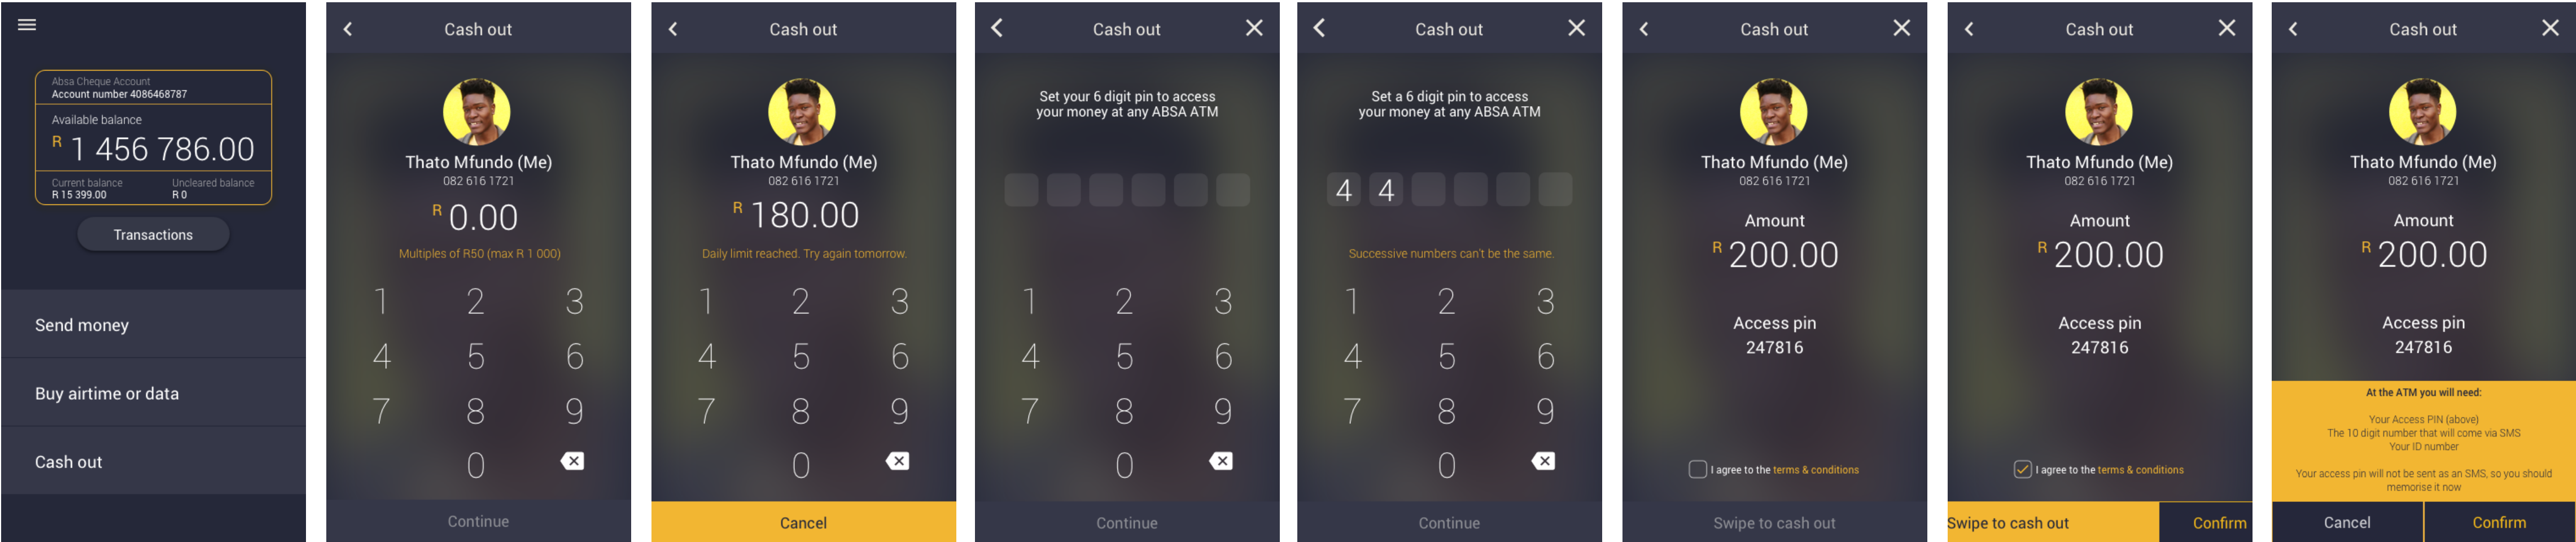 Absa Cheque Account
Account number 4086468787
Available balance
R 1 456 786.00
Current balance Uncleared balance
R 15 399.00 R 0
Transactions
Send money
Buy airtime or data
Cash out
Cash out
Thato Mfundo (Me)
082 616 1721
R 0.00
Multiples of R50 (max R 1 000)
1 2 3
4 5 6
7 8 9
0
Continue
Cash out
Thato Mfundo (Me)
082 616 1721
R 180.00
Daily limit reached. Try again tomorrow.
1 2 3
4 5 6
7 8 9
0
Cancel
Cash out
Set your 6 digit pin to access
your money at any ABSA ATM
1 2 3
4 5 6
7 8 9
0
Continue
Cash out
Set a 6 digit pin to access
your money at any ABSA ATM
4 4
Successive numbers can't be the same.
1 2 3
4 5 6
7 8 9
0
Continue
Cash out
Thato Mfundo (Me)
082 616 1721
Amount
R 200.00
Access pin
247816
I agree to the terms & conditions
Swipe to cash out
Cash out
Thato Mfundo (Me)
082 616 1721
Amount
R 200.00
Access pin
247816
I agree to the terms & conditions
Swipe to cash out Confirm
Cash out
Thato Mfundo (Me)
082 616 1721
Amount
R 200.00
Access pin
247816
At the ATM you will need:
Your Access PIN (above)
The 10 digit number that will come via SMS
Your ID number
Your access pin will not be sent as an SMS, so you should
memorise it now
Cancel Confirm